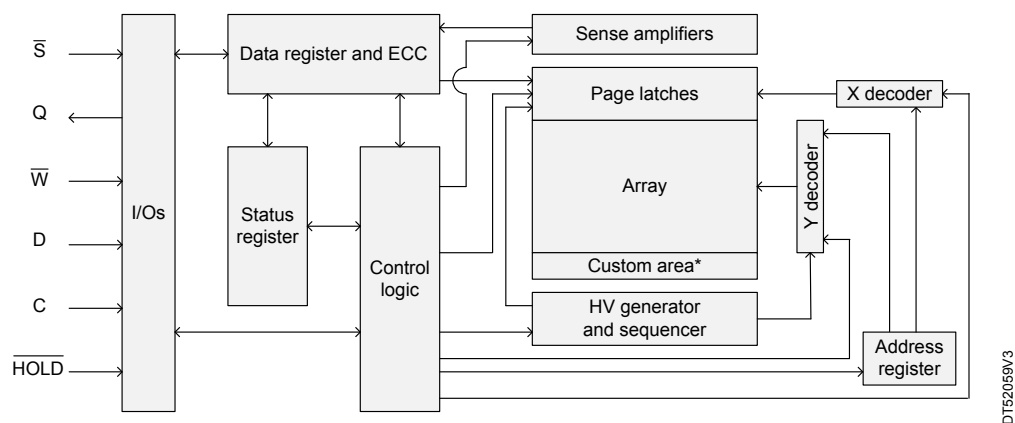 S̅
Q
W̅
D
C
H̅O̅L̅D̅
I/Os
Data register and ECC
Status
register
Control
logic
Sense amplifiers
Page latches
Array
Custom area*
HV generator
and sequencer
X decoder
Y decoder
Address
register
DT52059V3